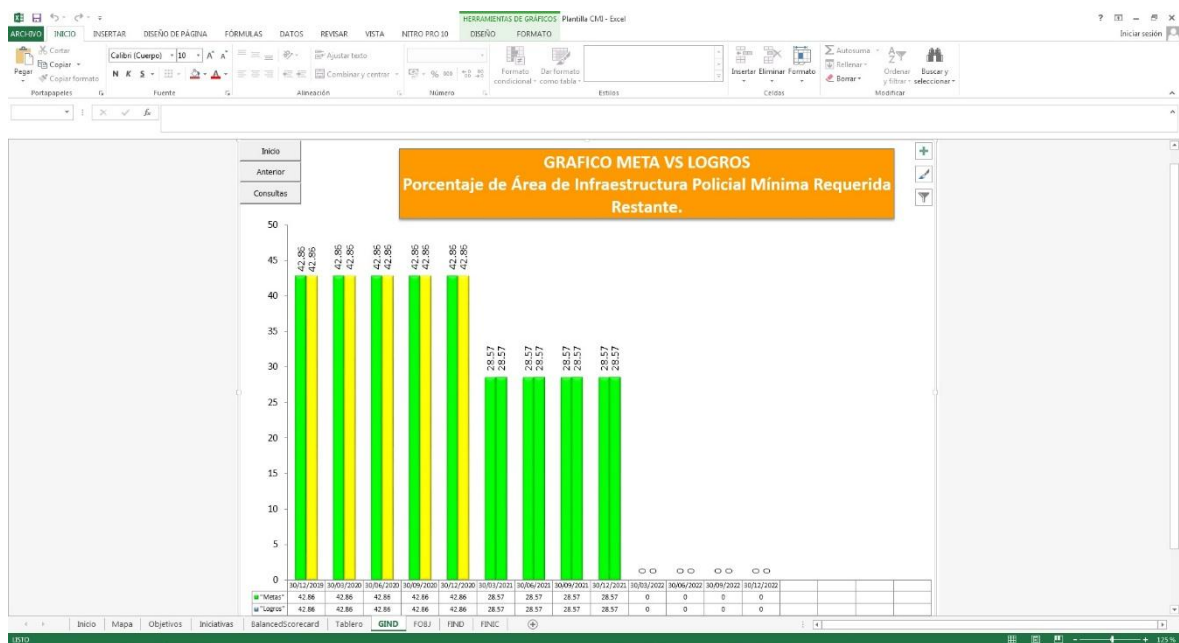 HERRAMIENTAS DE GRÁFICOS Plantilla CMI - Excel
ARCHIVO INICIO INSERTAR DISEÑO DE PÁGINA FÓRMULAS DATOS REVISAR VISTA NITRO PRO 10 DISEÑO FORMATO Iniciar sesión
Pegar
Cortar
Copiar
Copiar formato
Portapapeles
Calibri (Cuerpo) 10
N K S
Fuente
Ajustar texto
Combinar y centrar
Alineación
% 000
Número
Formato condicional
Dar formato como tabla
Estilos
Insertar Eliminar Formato
Celdas
Autosuma
Rellenar
Borrar
Ordenar y filtrar
Buscar y seleccionar
Modificar
fx
Inicio
Anterior
Consultas
GRAFICO META VS LOGROS
Porcentaje de Área de Infraestructura Policial Mínima Requerida
Restante.
50
45
40
35
30
25
20
15
10
5
0
42.86 42.86 42.86 42.86 42.86 42.86 42.86 42.86 42.86 42.86 28.57 28.57 28.57 28.57 28.57 28.57 28.57 28.57 0 0 0 0 0 0 0 0
30/12/2019 30/03/2020 30/06/2020 30/09/2020 30/12/2020 30/03/2021 30/06/2021 30/09/2021 30/12/2021 30/03/2022 30/06/2022 30/09/2022 30/12/2022
"Metas" 42.86 42.86 42.86 42.86 42.86 28.57 28.57 28.57 28.57 0 0 0 0
"Logros" 42.86 42.86 42.86 42.86 42.86 28.57 28.57 28.57 28.57 0 0 0 0
Inicio Mapa Objetivos Iniciativas BalancedScorecard Tablero GIND FOBJ FIND FINIC
LISTO 125 %